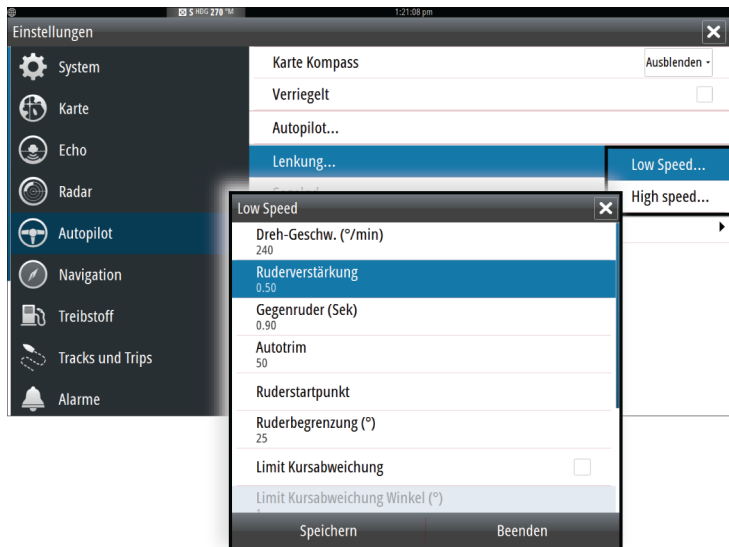 S HDG 270 °M
1:21:08 pm
Einstellungen
System
Karte
Echo
Radar
Autopilot
Navigation
Treibstoff
Tracks und Trips
Alarme
Karte Kompass
Ausblenden
Verriegelt
Autopilot...
Lenkung...
Low Speed...
High speed...
Low Speed
Dreh-Geschw. (°/min)
240
Ruderverstärkung
0.50
Gegenruder (Sek)
0.90
Autotrim
50
Ruderstartpunkt
Ruderbegrenzung (°)
25
Limit Kursabweichung
Limit Kursabweichung Winkel (°)
Speichern
Beenden